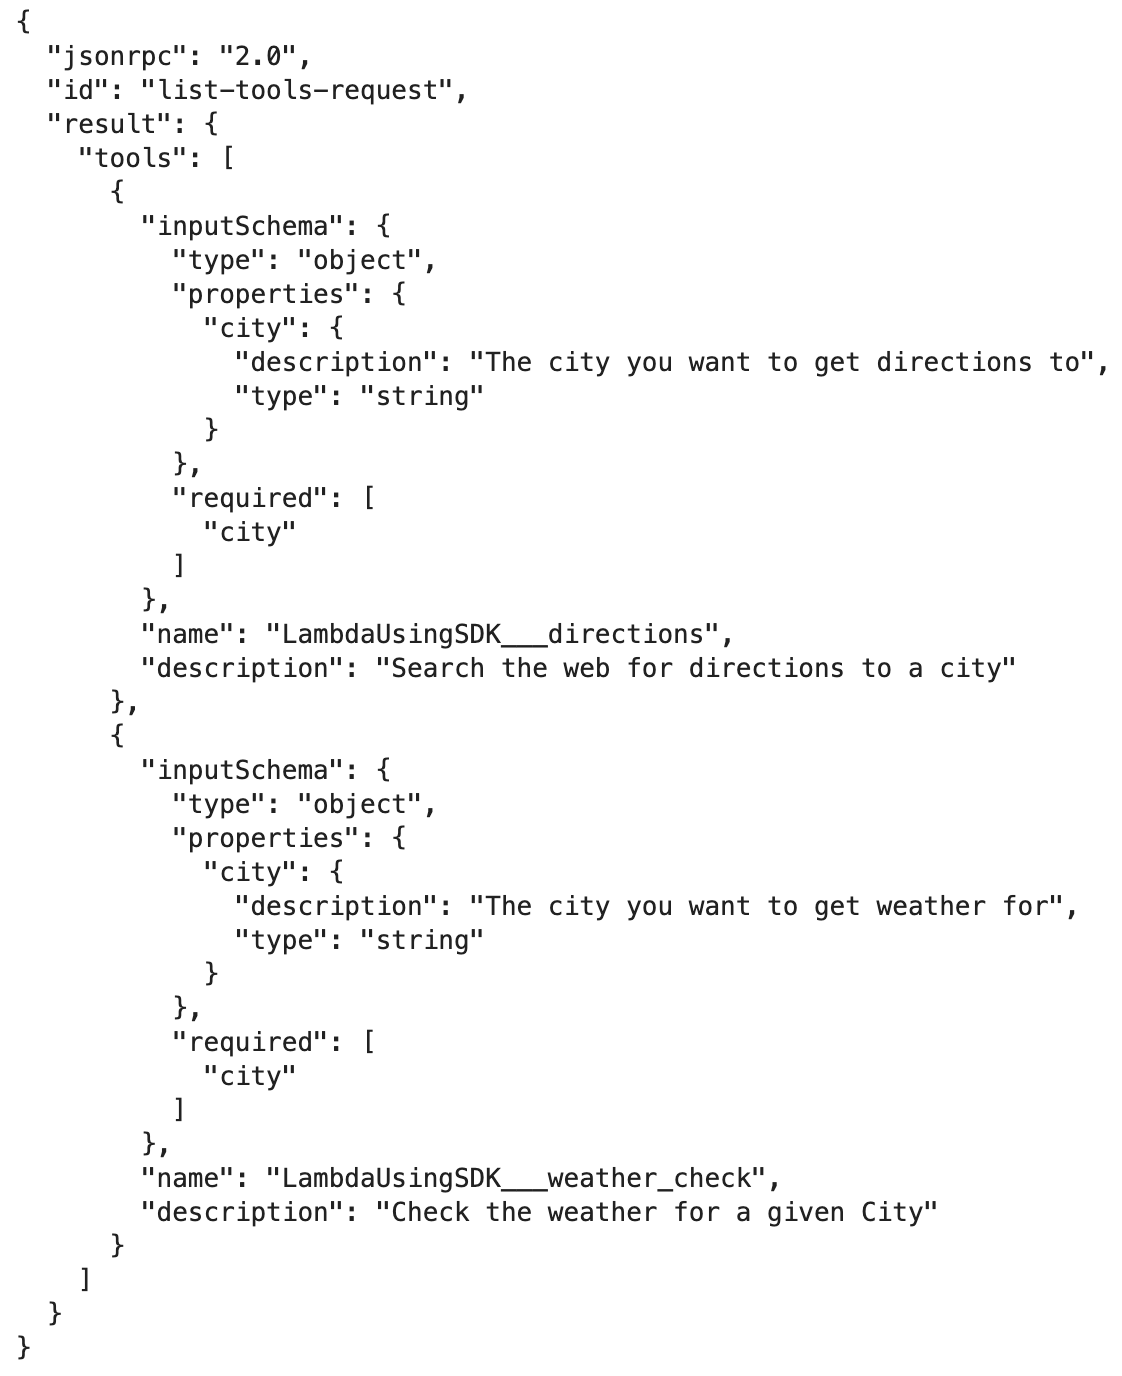 {
  "jsonrpc": "2.0",
  "id": "list-tools-request",
  "result": {
    "tools": [
      {
        "inputSchema": {
          "type": "object",
          "properties": {
            "city": {
              "description": "The city you want to get directions to",
              "type": "string"
            }
          },
          "required": [
            "city"
          ]
        },
        "name": "LambdaUsingSDK___directions",
        "description": "Search the web for directions to a city"
      },
      {
        "inputSchema": {
          "type": "object",
          "properties": {
            "city": {
              "description": "The city you want to get weather for",
              "type": "string"
            }
          },
          "required": [
            "city"
          ]
        },
        "name": "LambdaUsingSDK___weather_check",
        "description": "Check the weather for a given City"
      }
    ]
  }
}